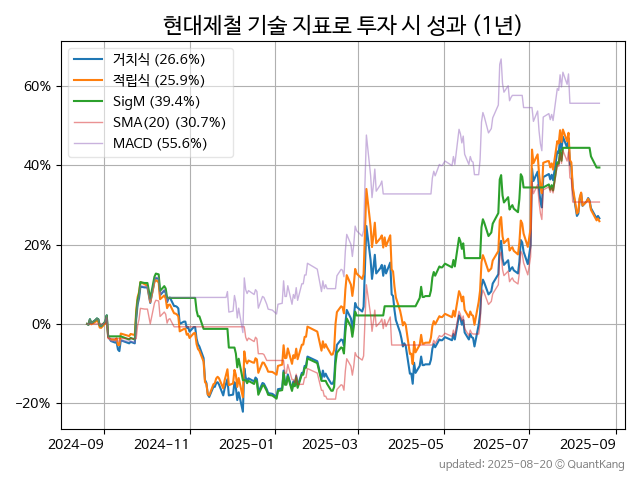 현대제철 기술 지표로 투자 시 성과 (1년)
거치식 (26.6%)
적립식 (25.9%)
SigM (39.4%)
SMA(20) (30.7%)
MACD (55.6%)
60%
40%
20%
0%
−20%
2024-09
2024-11
2025-01
2025-03
2025-05
2025-07
2025-09
updated: 2025-08-20 © QuantKang